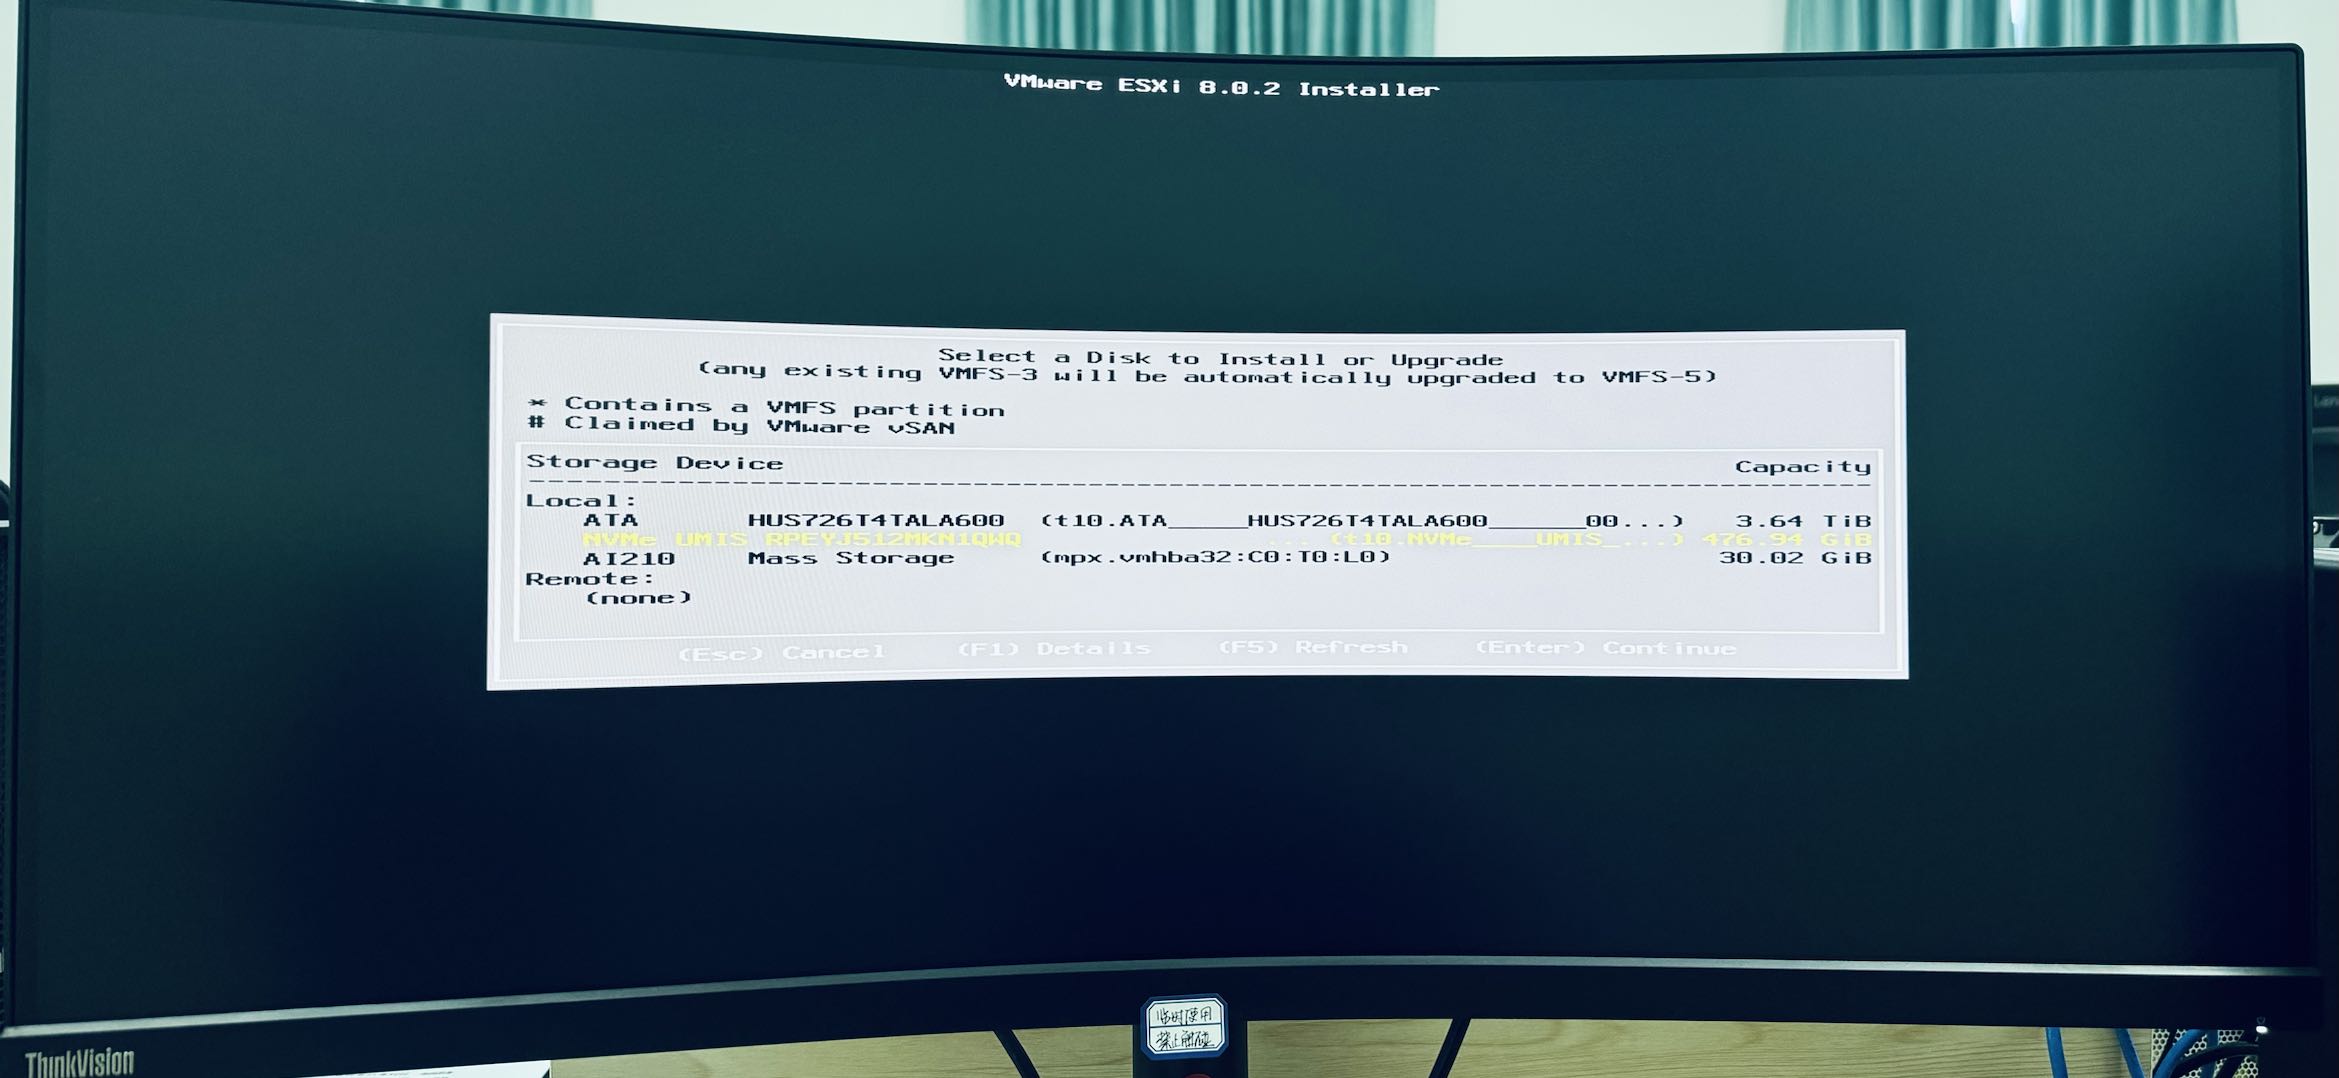 VMware ESXi 8.0.2 Installer
Select a Disk to Install or Upgrade
(any existing VMFS-3 will be automatically upgraded to VMFS-5)
* Contains a VMFS partition
# Claimed by VMware vSAN
Storage Device Capacity
Local:
ATA HUS726T4TALA600 (t10.ATA_____HUS726T4TALA600______00...) 3.64 TiB
NVMe UMIS RPEYJ512MKN1QWQ ... (t10.NVMe____UMIS_...) 476.94 GiB
AI210 Mass Storage (mpx.vmhba32:C0:T0:L0) 30.02 GiB
Remote:
(none)
(Esc) Cancel (F1) Details (F5) Refresh (Enter) Continue
临时使用
禁止触碰
ThinkVision